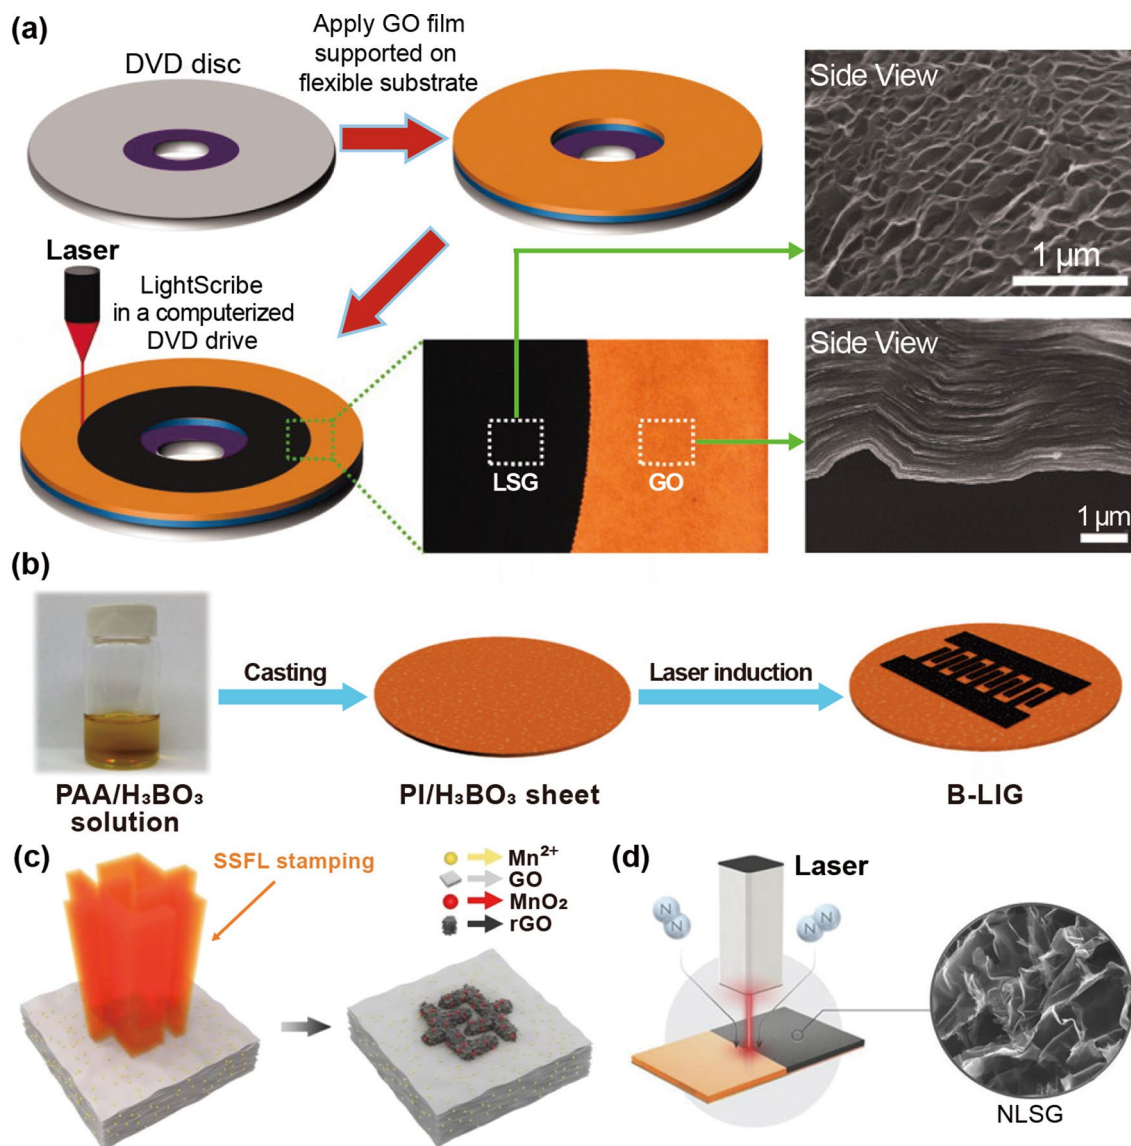 (a)
DVD disc
Apply GO film
supported on
flexible substrate
Side View
1 μm
Laser
LightScribe
in a computerized
DVD drive
LSG
GO
Side View
1 μm
(b)
Casting
Laser induction
PAA/H₃BO₃
solution
PI/H₃BO₃ sheet
B-LIG
(c)
SSFL stamping
Mn²⁺
GO
MnO₂
rGO
(d)
Laser
N
N
N
N
NLSG